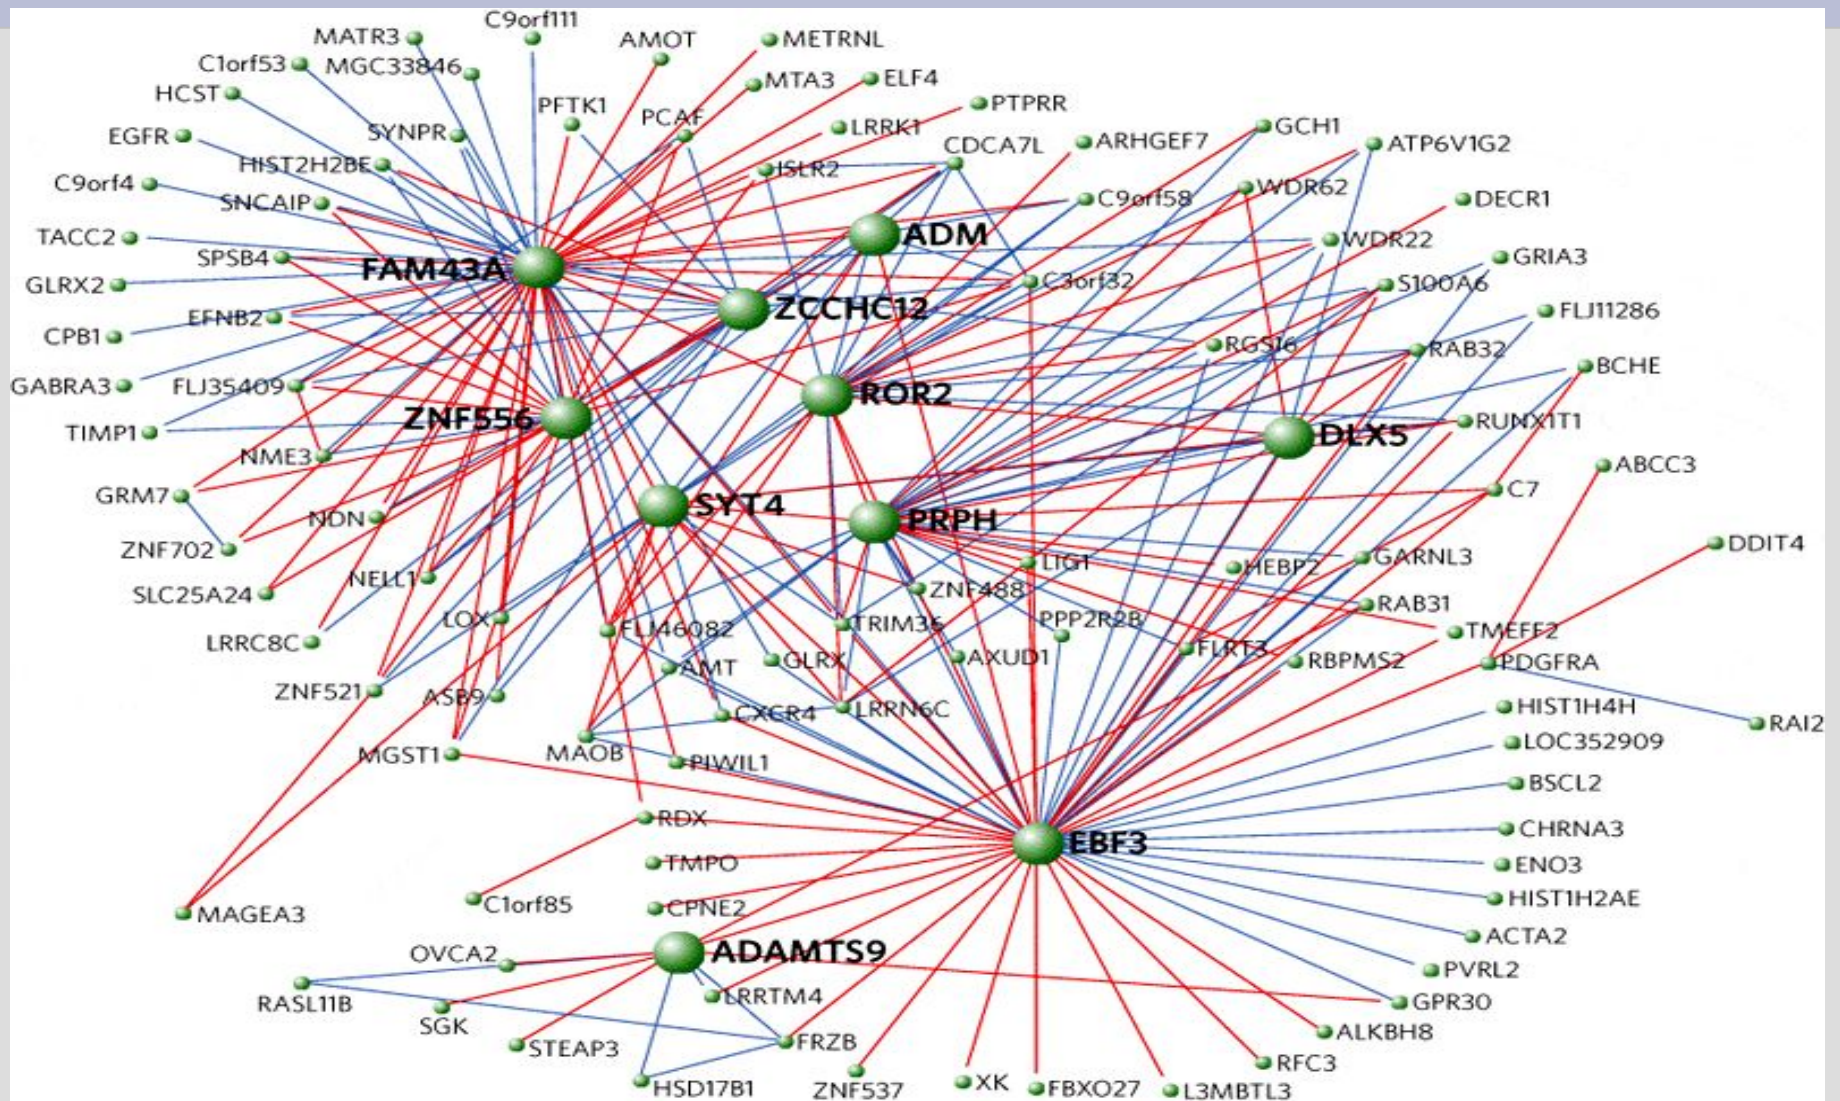 C9orf111
MATR3
AMOT
METRNL
C1orf53
MGC33846
MTA3
ELF4
HCST
PFTK1
PTPRR
EGFR
SYNPR
PCAF
LRRK1
GCH1
HIST2H2BE
ISLR2
CDCA7L
ARHGEF7
ATP6V1G2
C9orf4
SNCAIP
C9orf58
WDR62
DECR1
TACC2
SPSB4
ADM
WDR22
GRIA3
FAM43A
GLRX2
C3orf32
S100A6
EFNB2
ZCCHC12
FLJ11286
CPB1
RGS16
RAB32
GABRA3
FLJ35409
ROR2
BCHE
TIMP1
ZNF556
DLX5
RUNX1T1
NME3
ABCC3
GRM7
NDN
SYT4
PRPH
C7
ZNF702
DDIT4
SLC25A24
NELL1
LIG1
HEBP2
GARNL3
ZNF488
RAB31
LRRC8C
LOX
FLJ46082
TRIM36
PPP2R2B
TMEFF2
AMT
GLRX
AXUD1
FLRT3
RBPMS2
PDGFRA
ZNF521
ASB9
CXCR4
LRRN6C
HIST1H4H
RAI2
MGST1
MAOB
PIWIL1
LOC352909
BSCL2
RDX
EBF3
CHRNA3
TMPO
ENO3
MAGEA3
C1orf85
CPNE2
HIST1H2AE
OVCA2
ADAMTS9
ACTA2
RASL11B
LRRTM4
PVRL2
SGK
GPR30
STEAP3
FRZB
ALKBH8
HSD17B1
ZNF537
XK
FBXO27
L3MBTL3
RFC3